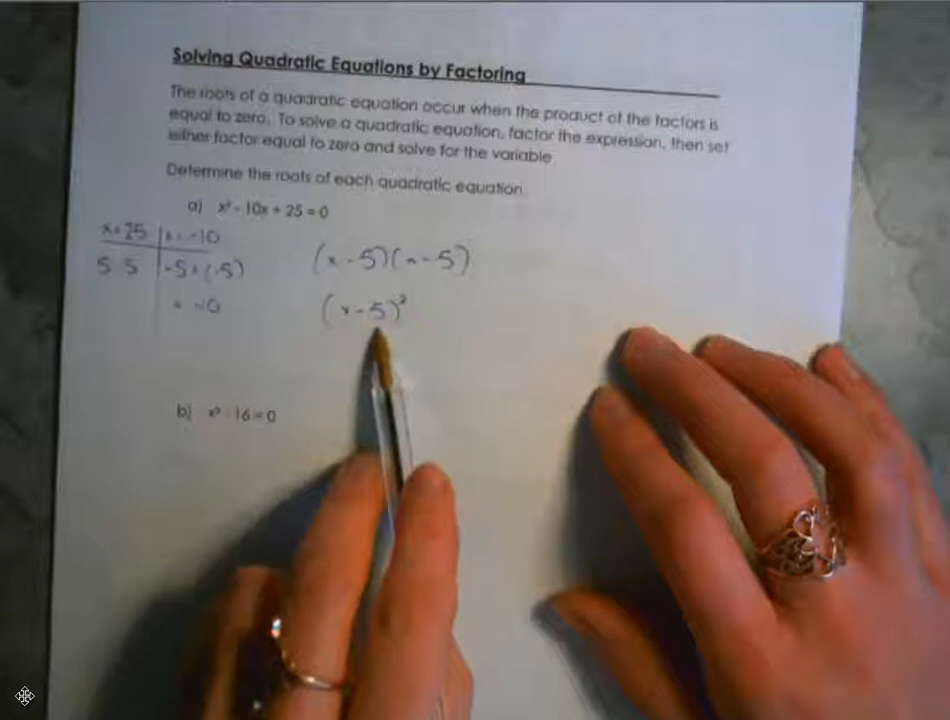 Solving Quadratic Equations by Factoring
The roots of a quadratic equation occur when the product of the factors is
equal to zero. To solve a quadratic equation, factor the expression, then set
either factor equal to zero and solve for the variable
Determine the roots of each quadratic equation.
a) x² - 10x + 25 = 0
x + -10
5 5 -5 + (-5)
= -10
(x - 5)(x - 5)
(x - 5)²
b) x² - 16 = 0